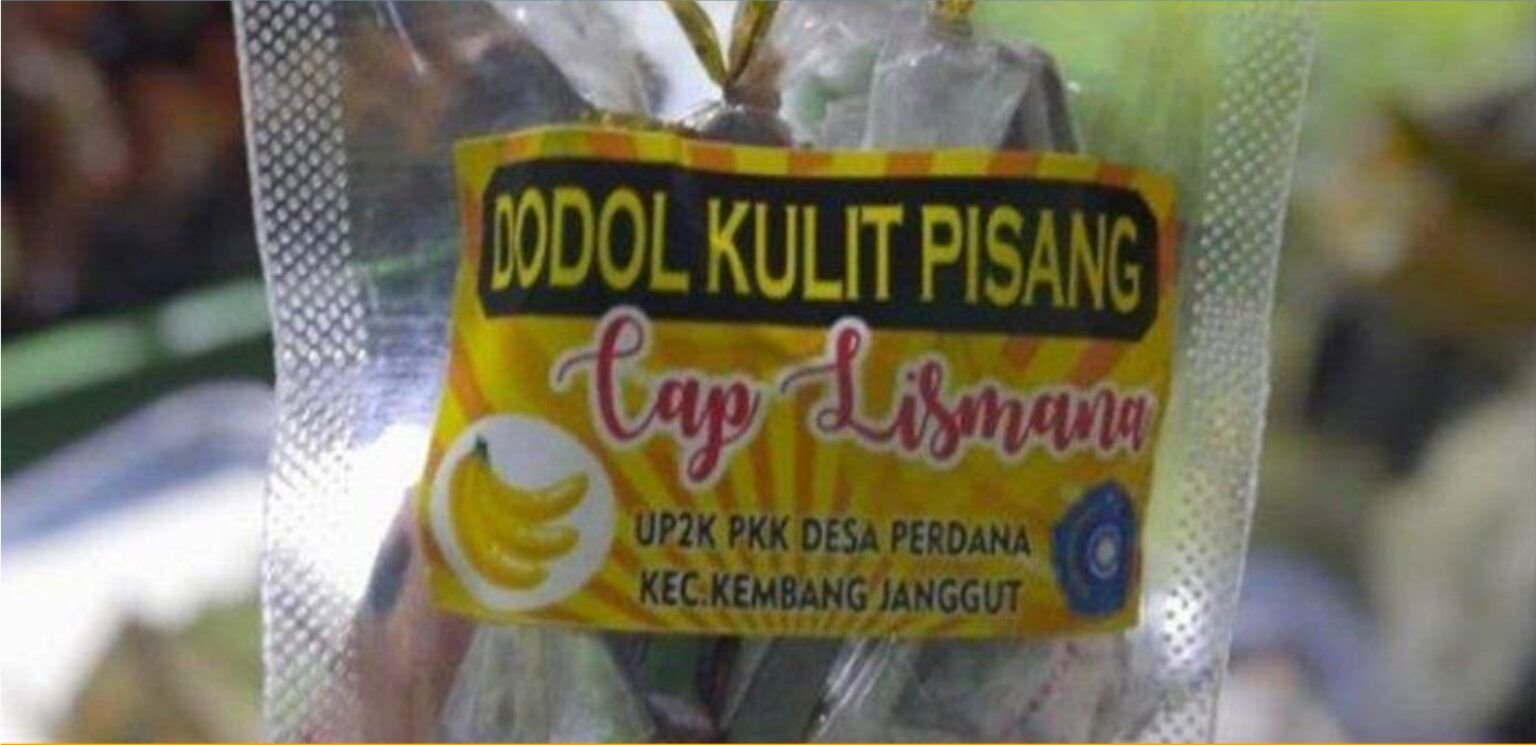 DODOL KULIT PISANG
Cap Lismana
UP2K PKK DESA PERDANA
KEC.KEMBANG JANGGUT